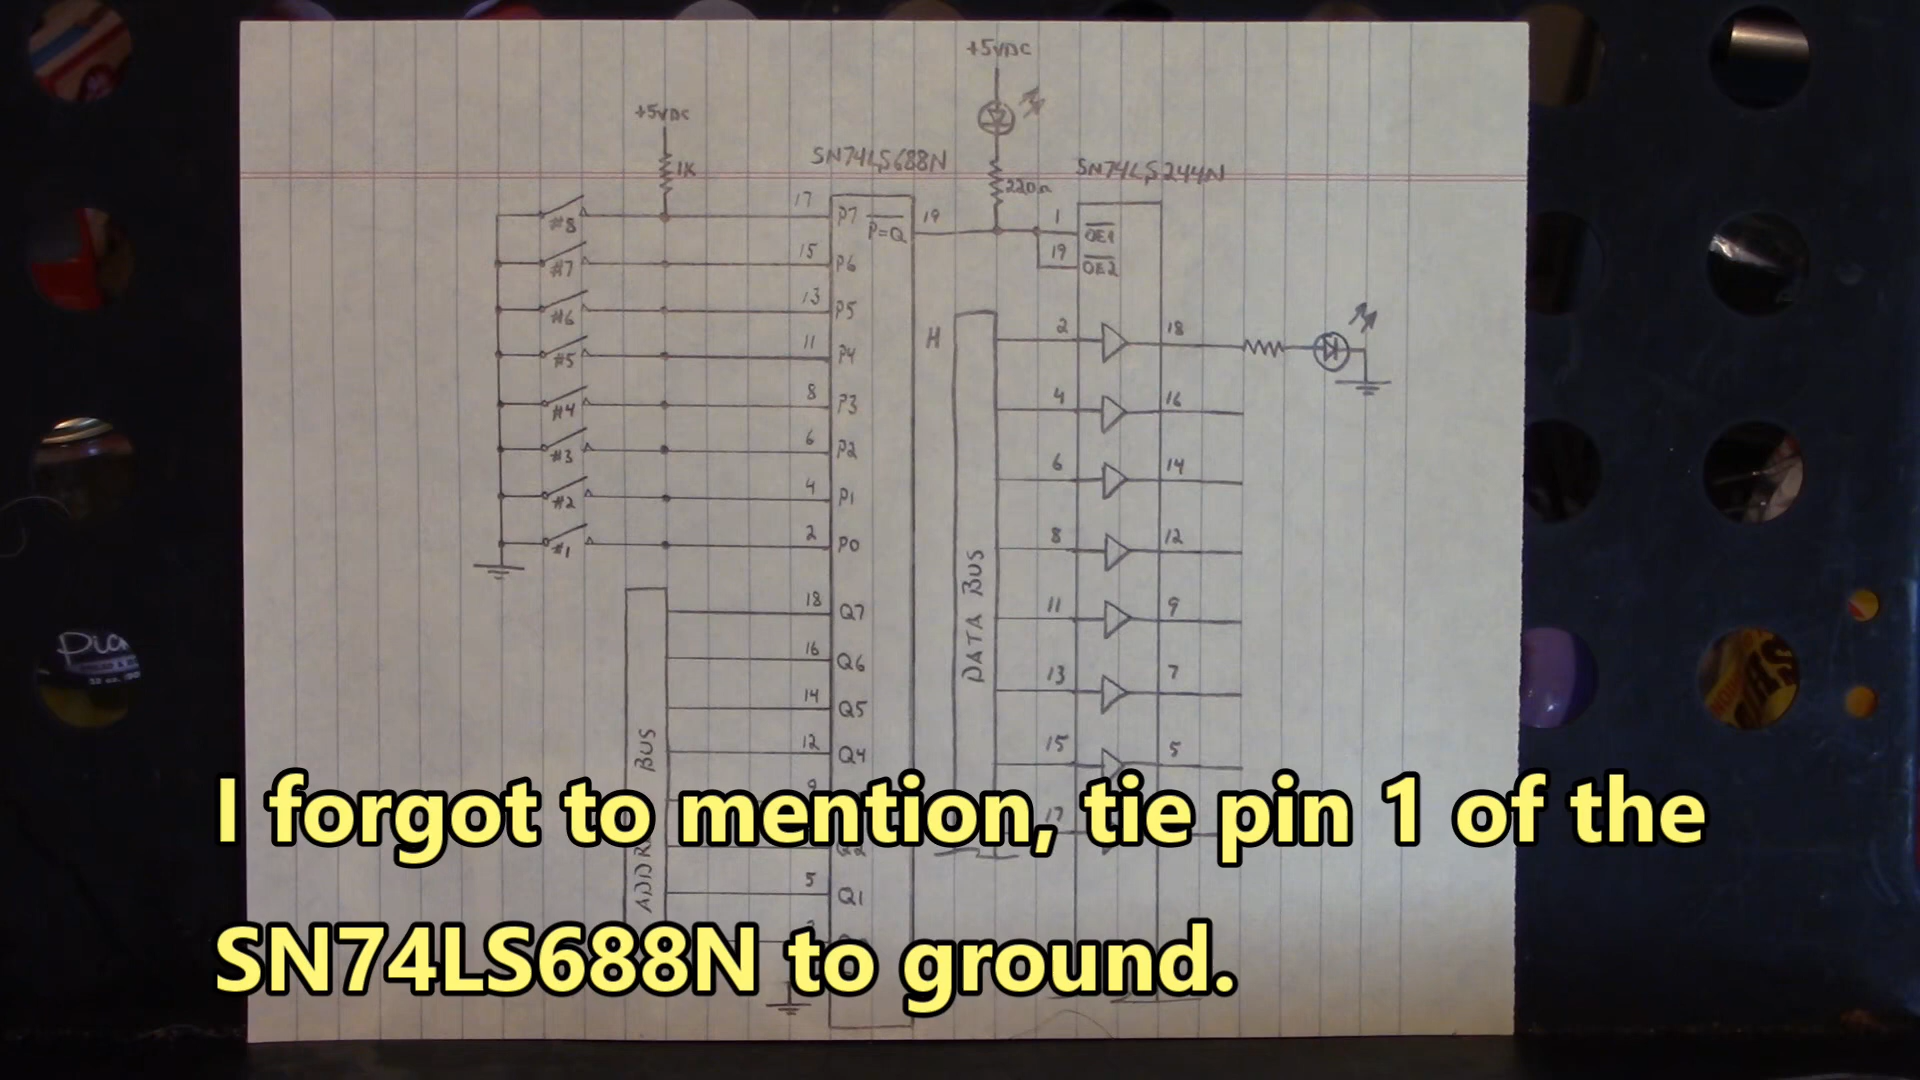 +5VDC
+5VDC
1K
SN74LS688N
220Ω
SN74LS244N
#8
17
P7
P=Q
19
1
OE1
19
OE2
#7
15
P6
#6
13
P5
H
2
18
#5
11
P4
#4
8
P3
4
16
#3
6
P2
6
14
#2
4
P1
#1
2
P0
8
12
DATA BUS
18
Q7
11
9
16
Q6
14
Q5
13
7
12
Q4
15
5
BUS
9
17
Q2
5
Q1
I forgot to mention, tie pin 1 of the
SN74LS688N to ground.